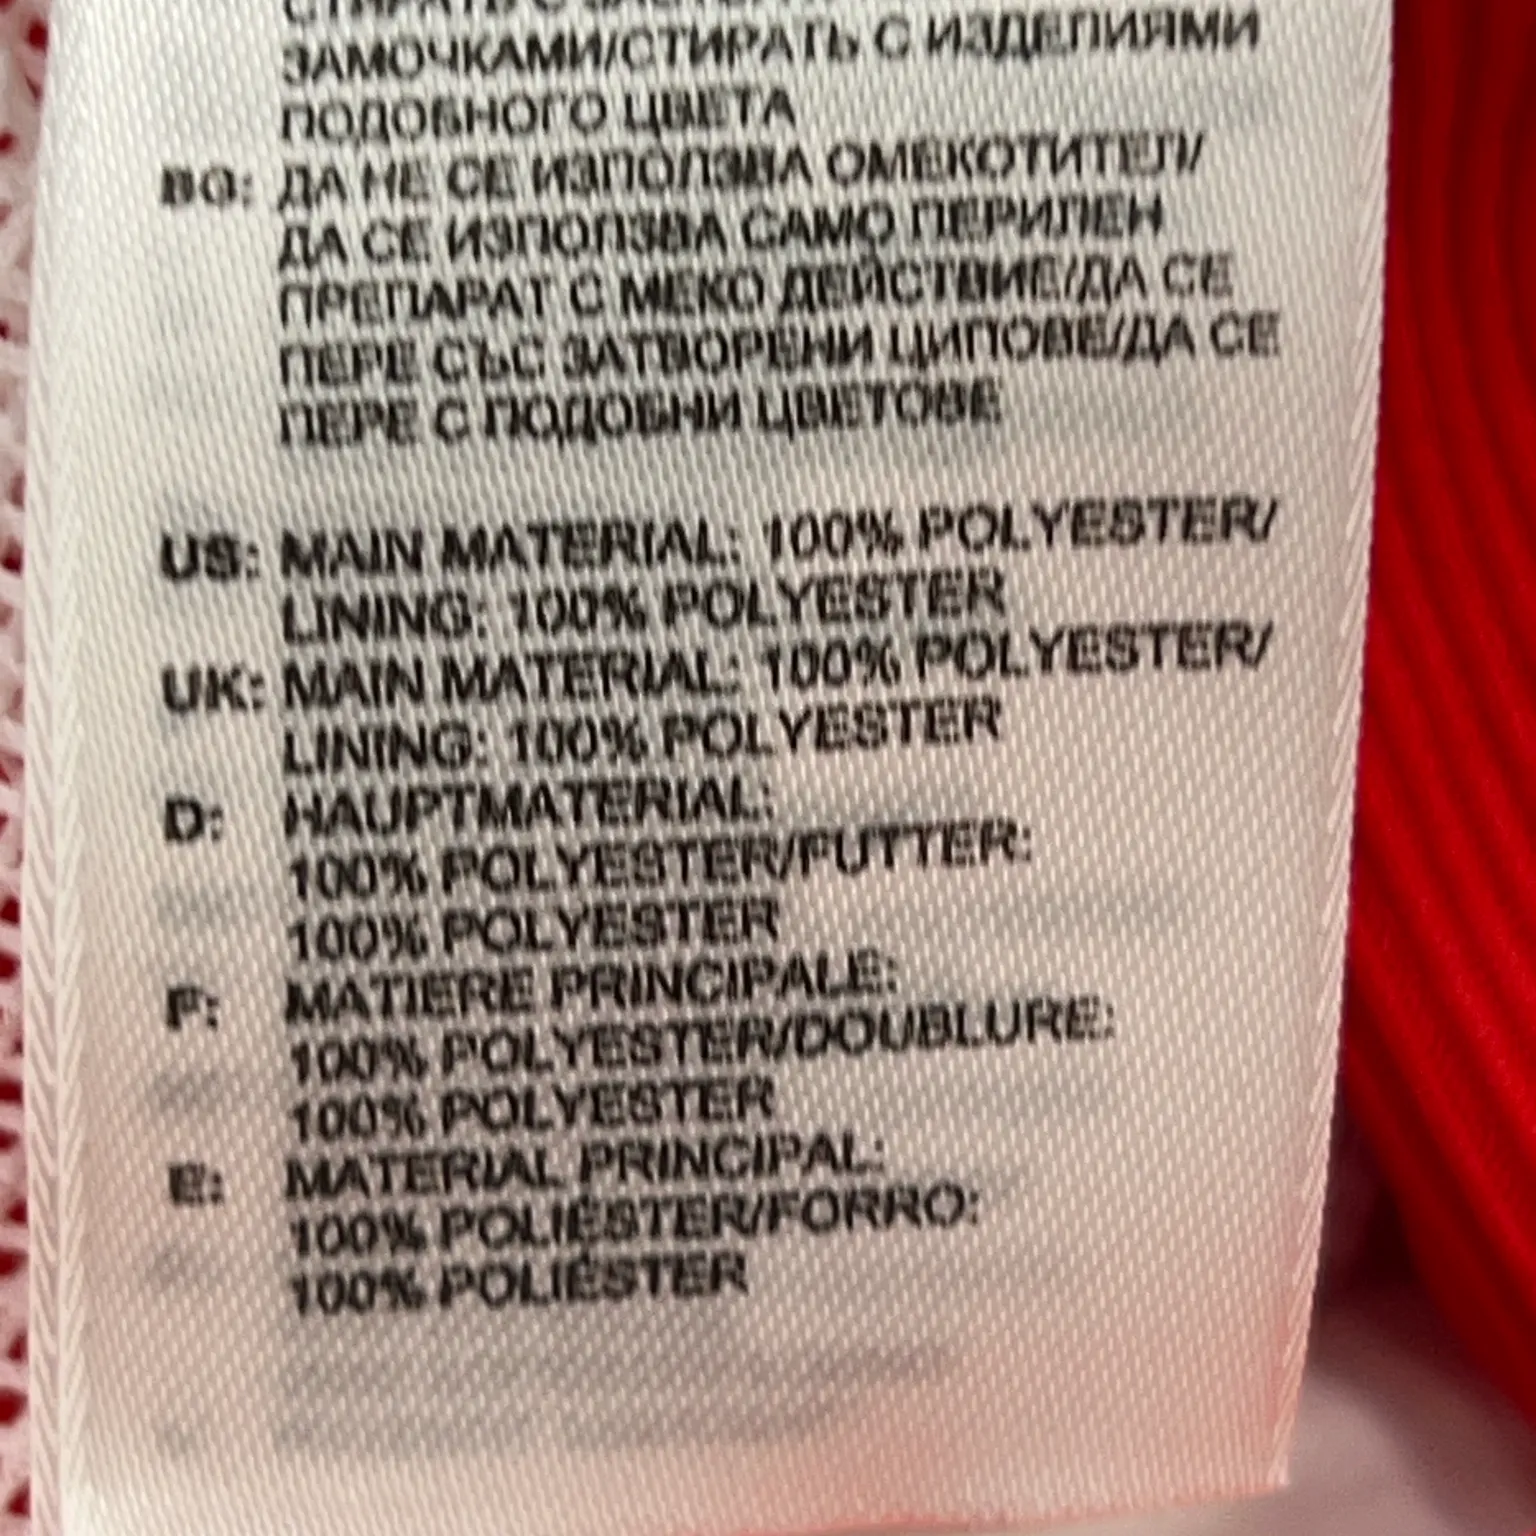 ЗАМОЧКАМИ/СТИРАТЬ С ИЗДЕЛИЯМИ
ПОДОБНОГО ЦВЕТА
BG: ДА НЕ СЕ ИЗПОЛЗВА ОМЕКОТИТЕЛ/
ДА СЕ ИЗПОЛЗВА САМО ПЕРИЛЕН
ПРЕПАРАТ С МЕКО ДЕЙСТВИЕ/ДА СЕ
ПЕРЕ СЪС ЗАТВОРЕНИ ЦИПОВЕ/ДА СЕ
ПЕРЕ С ПОДОБНИ ЦВЕТОВЕ
US: MAIN MATERIAL: 100% POLYESTER/
LINING: 100% POLYESTER
UK: MAIN MATERIAL: 100% POLYESTER/
LINING: 100% POLYESTER
D: HAUPTMATERIAL:
100% POLYESTER/FUTTER:
100% POLYESTER
F: MATIERE PRINCIPALE:
100% POLYESTER/DOUBLURE:
100% POLYESTER
E: MATERIAL PRINCIPAL:
100% POLIÉSTER/FORRO:
100% POLIÉSTER